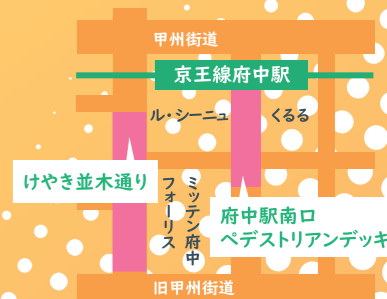 甲州街道
京王線府中駅
ル・シーニュ
くるる
けやき並木通り
ミッテン府中
フォーリス
府中駅南口
ペデストリアンデッキ
旧甲州街道